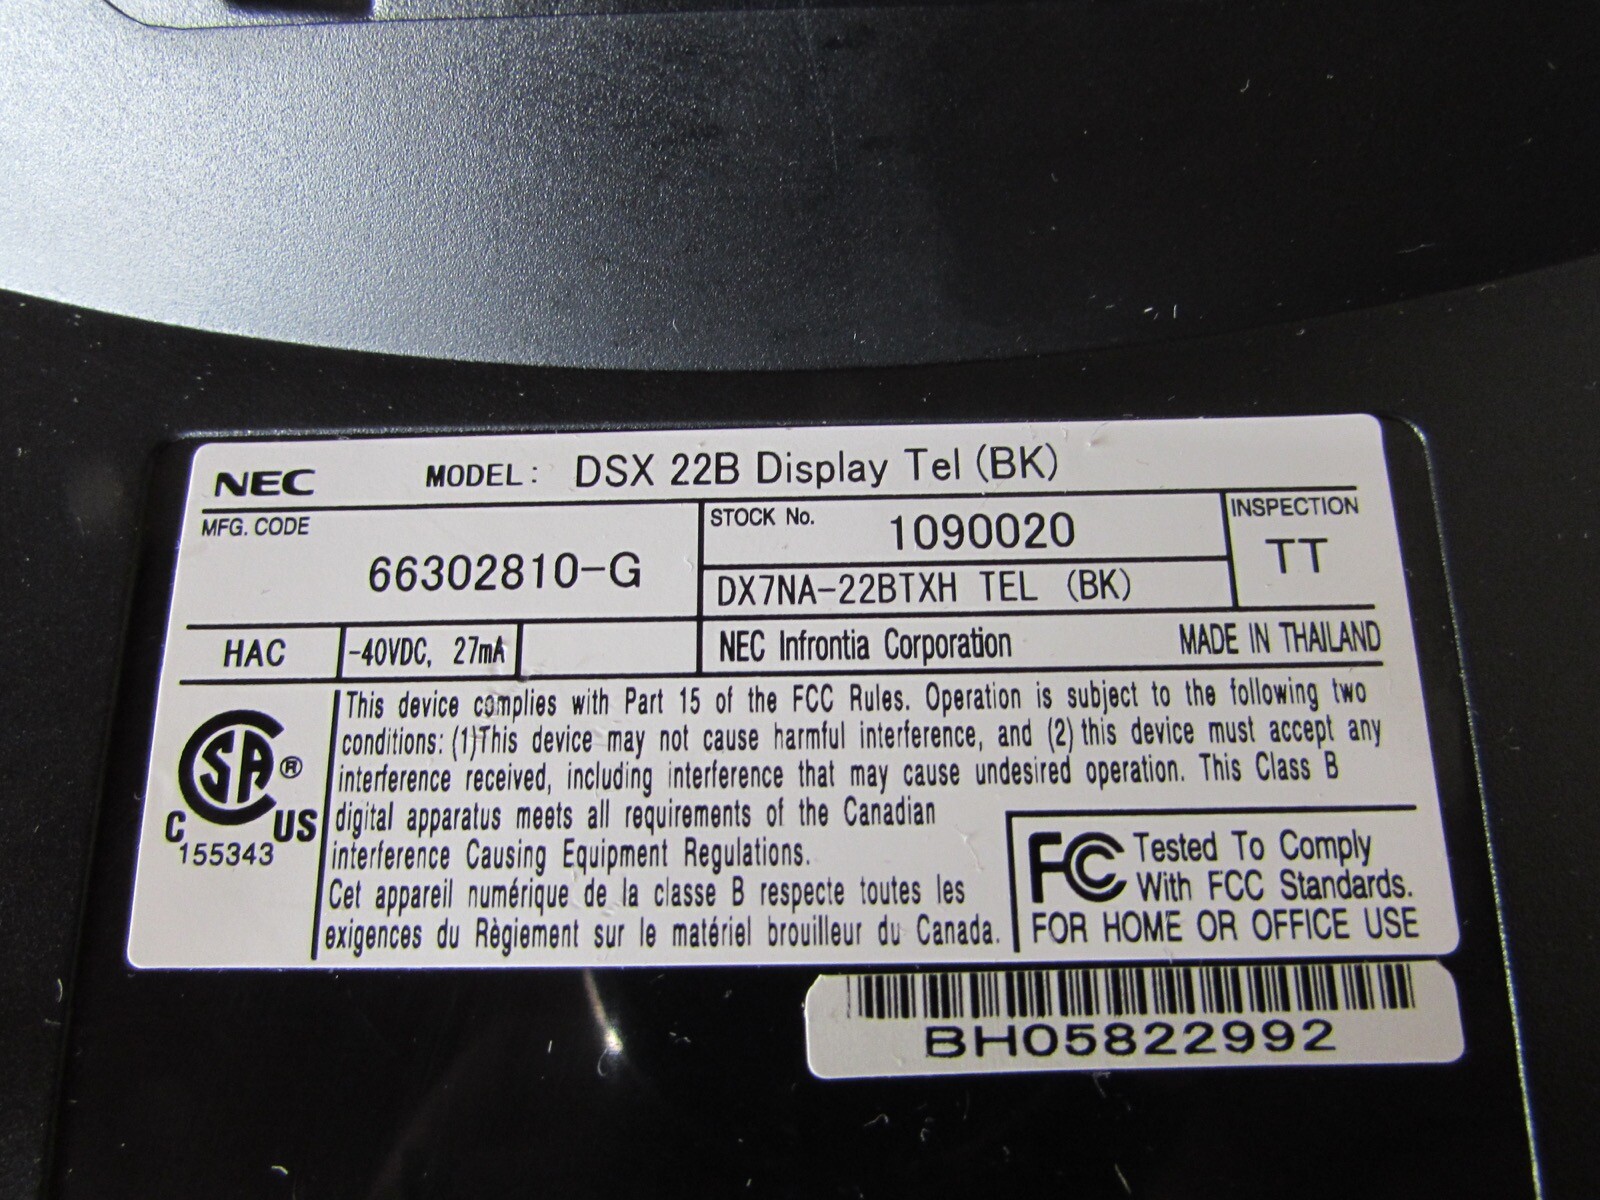 NEC MODEL: DSX 22B Display Tel (BK)
MFG. CODE
66302810-G
STOCK No. 1090020
DX7NA-22BTXH TEL (BK)
INSPECTION
TT
HAC -40VDC, 27mA
NEC Infrontia Corporation MADE IN THAILAND
SA ®
C US
155343
This device complies with Part 15 of the FCC Rules. Operation is subject to the following two
conditions: (1)This device may not cause harmful interference, and (2) this device must accept any
interference received, including interference that may cause undesired operation. This Class B
digital apparatus meets all requirements of the Canadian
interference Causing Equipment Regulations.
Cet appareil numérique de la classe B respecte toutes les
exigences du Règiement sur le matériel brouilleur du Canada.
FC Tested To Comply
With FCC Standards.
FOR HOME OR OFFICE USE
BH05822992